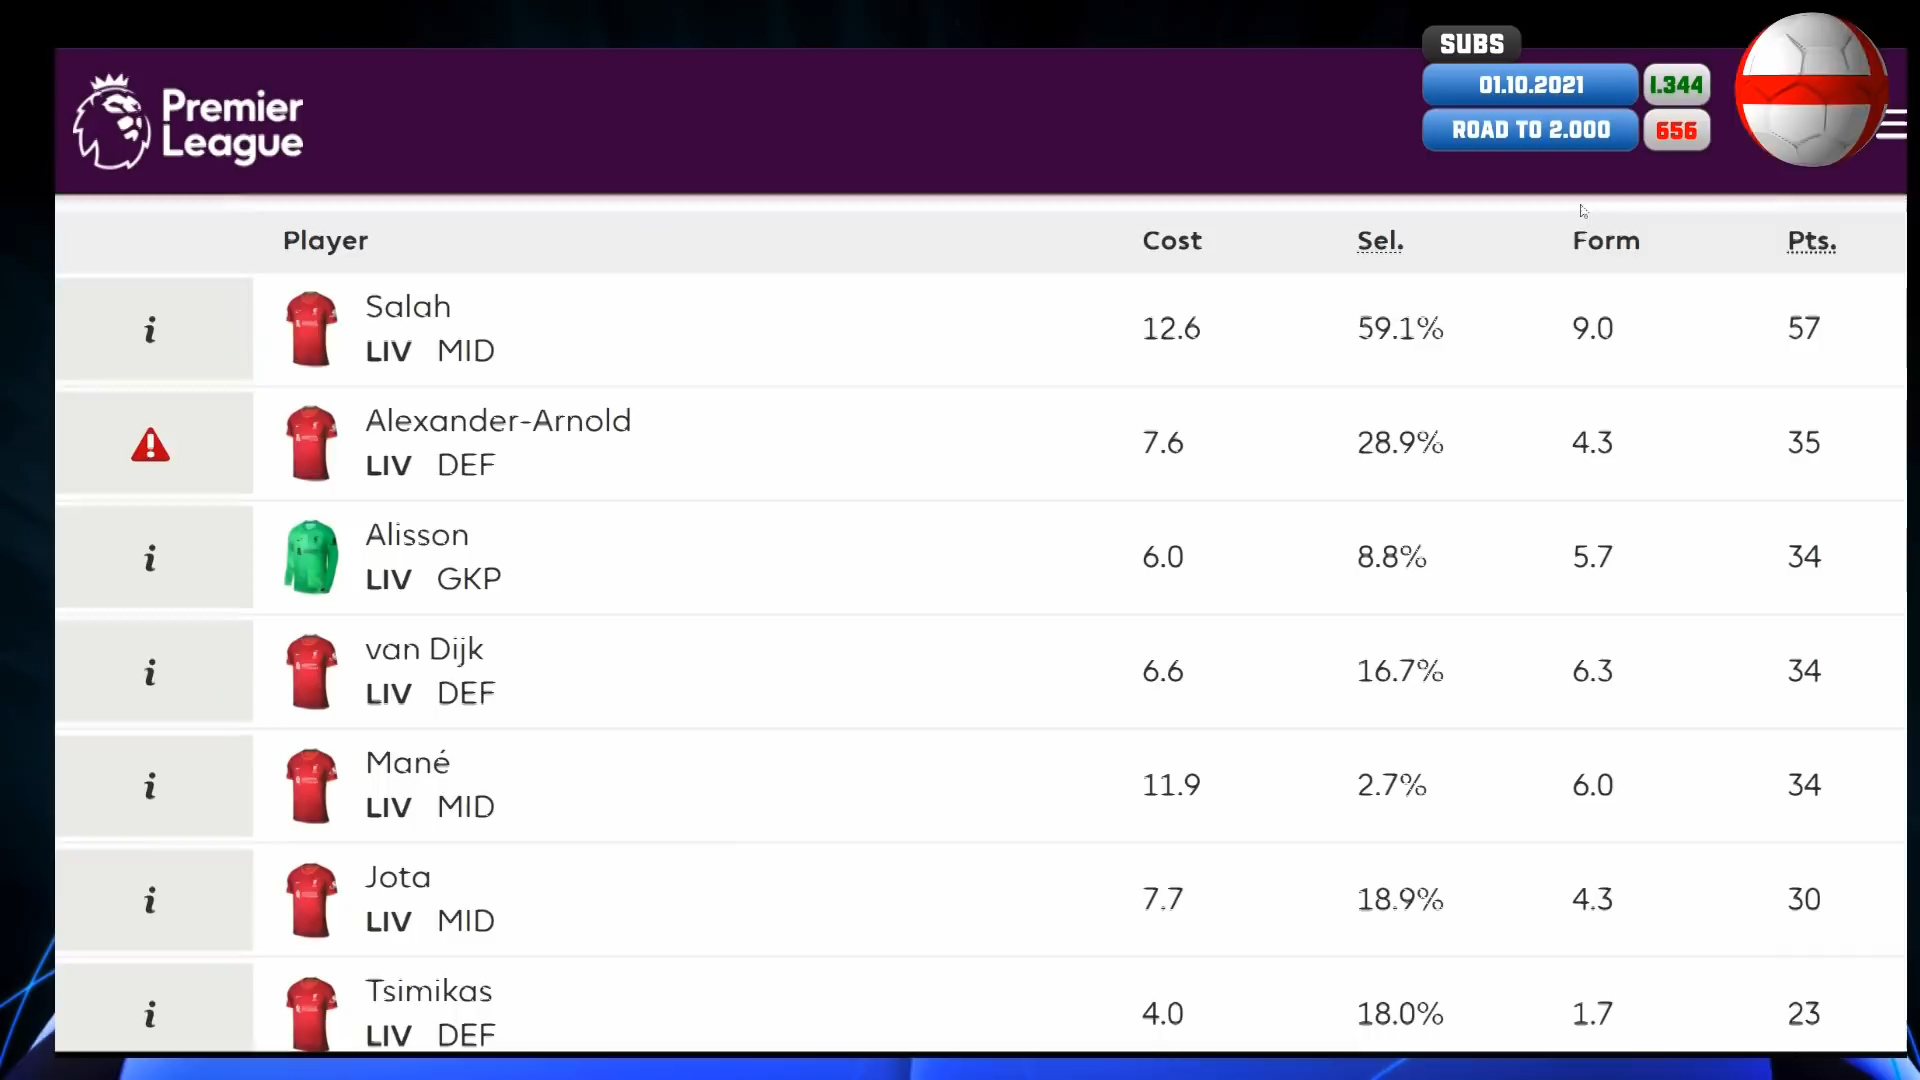 SUBS
01.10.2021 1.344
ROAD TO 2.000 656
Premier
League
Player Cost Sel. Form Pts.
Salah
LIV MID 12.6 59.1% 9.0 57
Alexander-Arnold
LIV DEF 7.6 28.9% 4.3 35
Alisson
LIV GKP 6.0 8.8% 5.7 34
van Dijk
LIV DEF 6.6 16.7% 6.3 34
Mané
LIV MID 11.9 2.7% 6.0 34
Jota
LIV MID 7.7 18.9% 4.3 30
Tsimikas
LIV DEF 4.0 18.0% 1.7 23